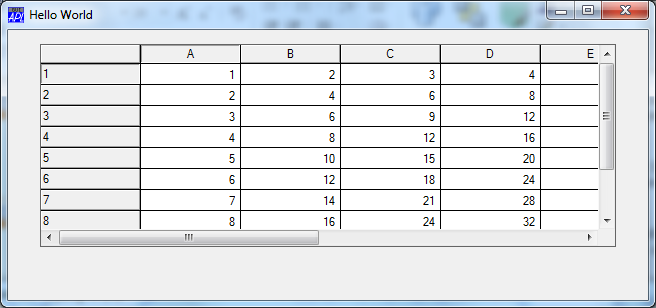 Hello World
A B C D E
1 1 2 3 4
2 2 4 6 8
3 3 6 9 12
4 4 8 12 16
5 5 10 15 20
6 6 12 18 24
7 7 14 21 28
8 8 16 24 32